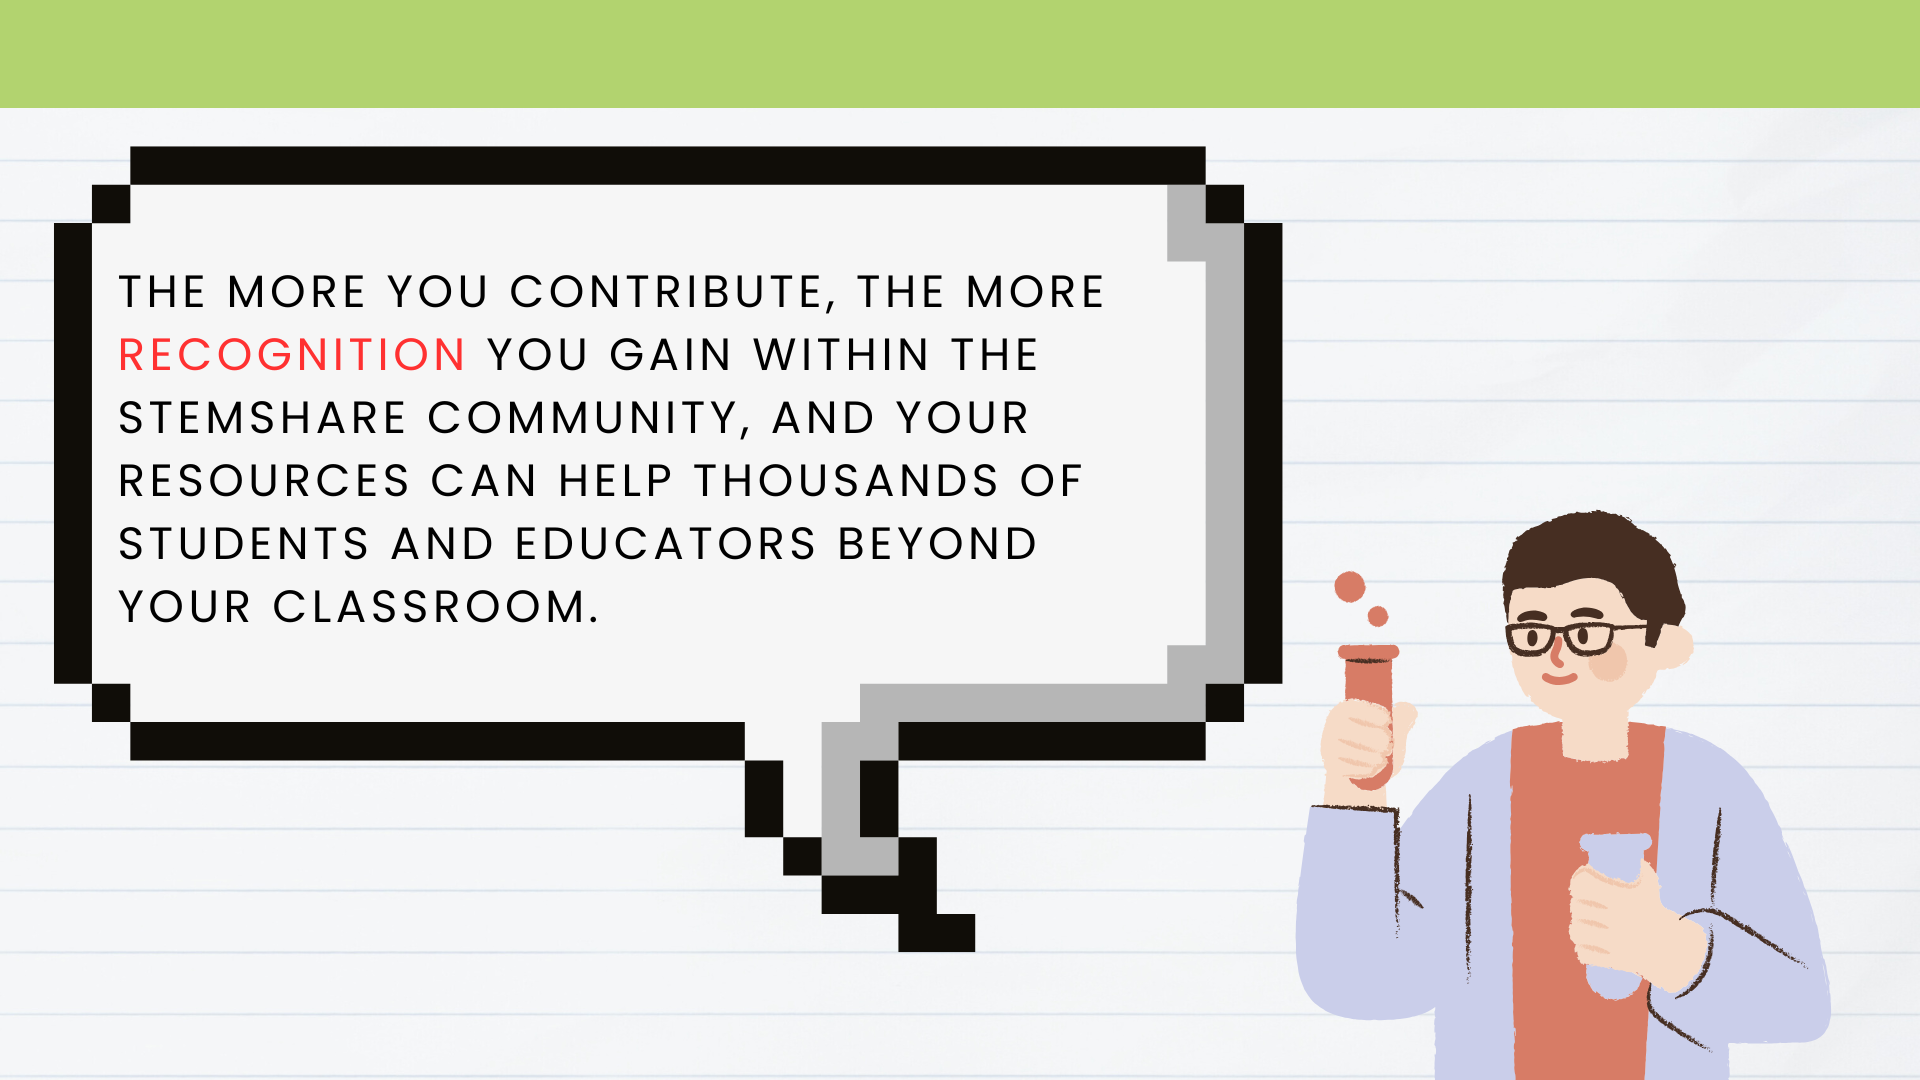 THE MORE YOU CONTRIBUTE, THE MORE
RECOGNITION YOU GAIN WITHIN THE
STEMSHARE COMMUNITY, AND YOUR
RESOURCES CAN HELP THOUSANDS OF
STUDENTS AND EDUCATORS BEYOND
YOUR CLASSROOM.